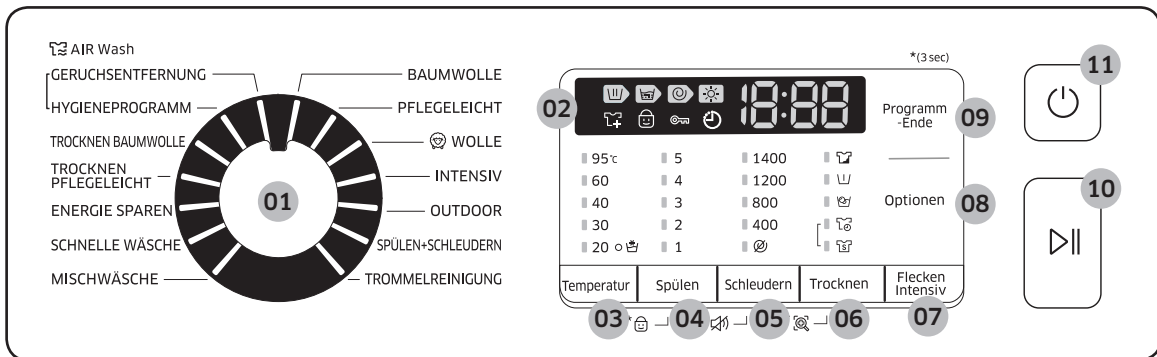 AIR Wash
GERUCHSENTFERNUNG
HYGIENEPROGRAMM
TROCKNEN BAUMWOLLE
TROCKNEN
PFLEGELEICHT
ENERGIE SPAREN
SCHNELLE WÄSCHE
MISCHWÄSCHE
01
BAUMWOLLE
PFLEGELEICHT
WOLLE
INTENSIV
OUTDOOR
SPÜLEN+SCHLEUDERN
TROMMELREINIGUNG
*(3 sec)
02
18:88
95℃ 5 1400
60 4 1200
40 3 800
30 2 400
20 1
Temperatur Spülen Schleudern Trocknen
Flecken
Intensiv
03 * 04 05 06 07
Programm
-Ende
09
Optionen
08
11
10